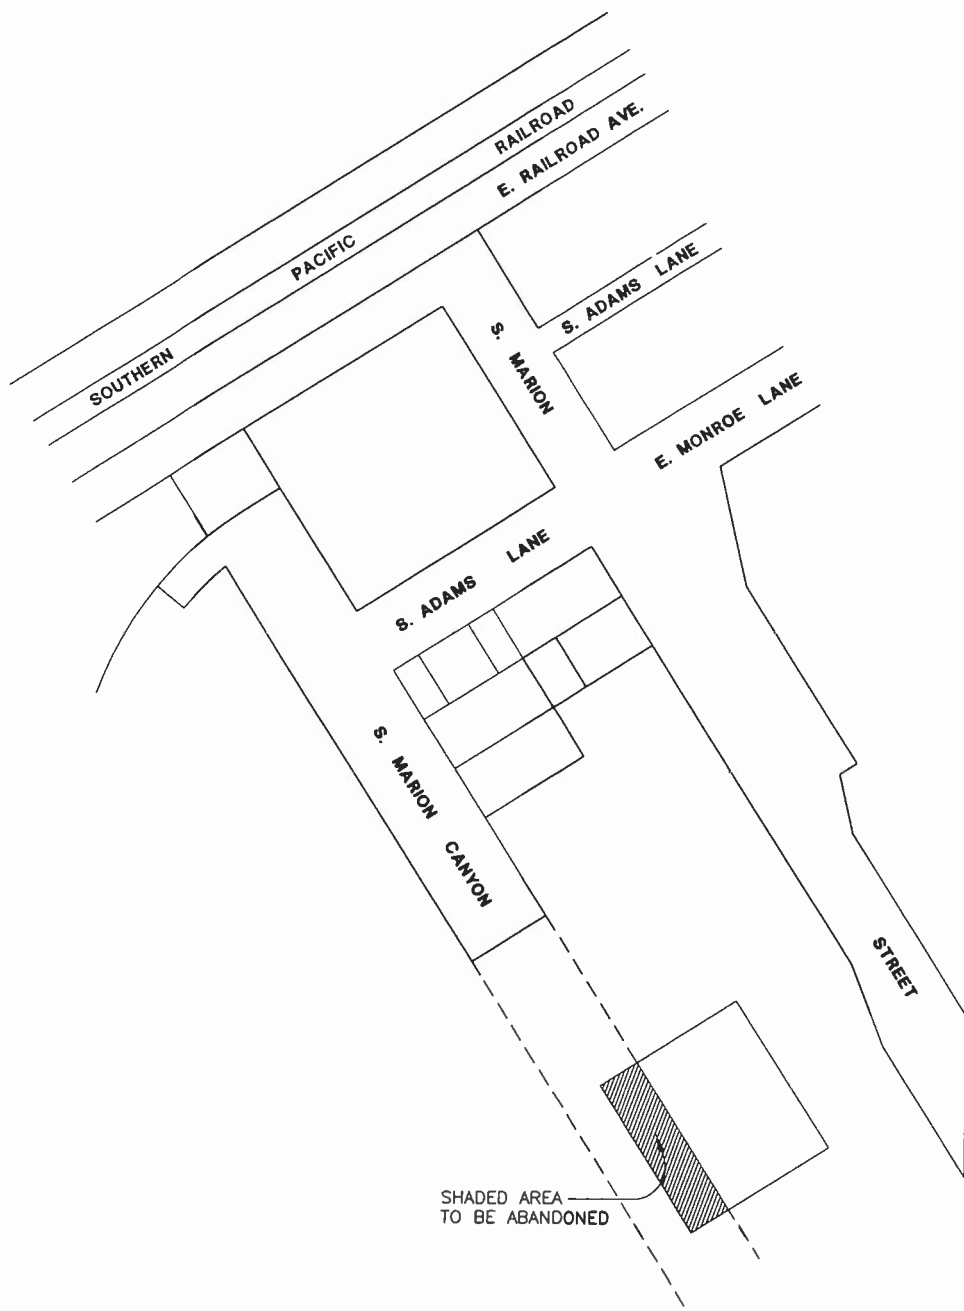 SOUTHERN PACIFIC RAILROAD
E. RAILROAD AVE.
S. ADAMS LANE
S. MARION
E. MONROE LANE
S. ADAMS LANE
S. MARION CANYON
STREET
SHADED AREA
TO BE ABANDONED